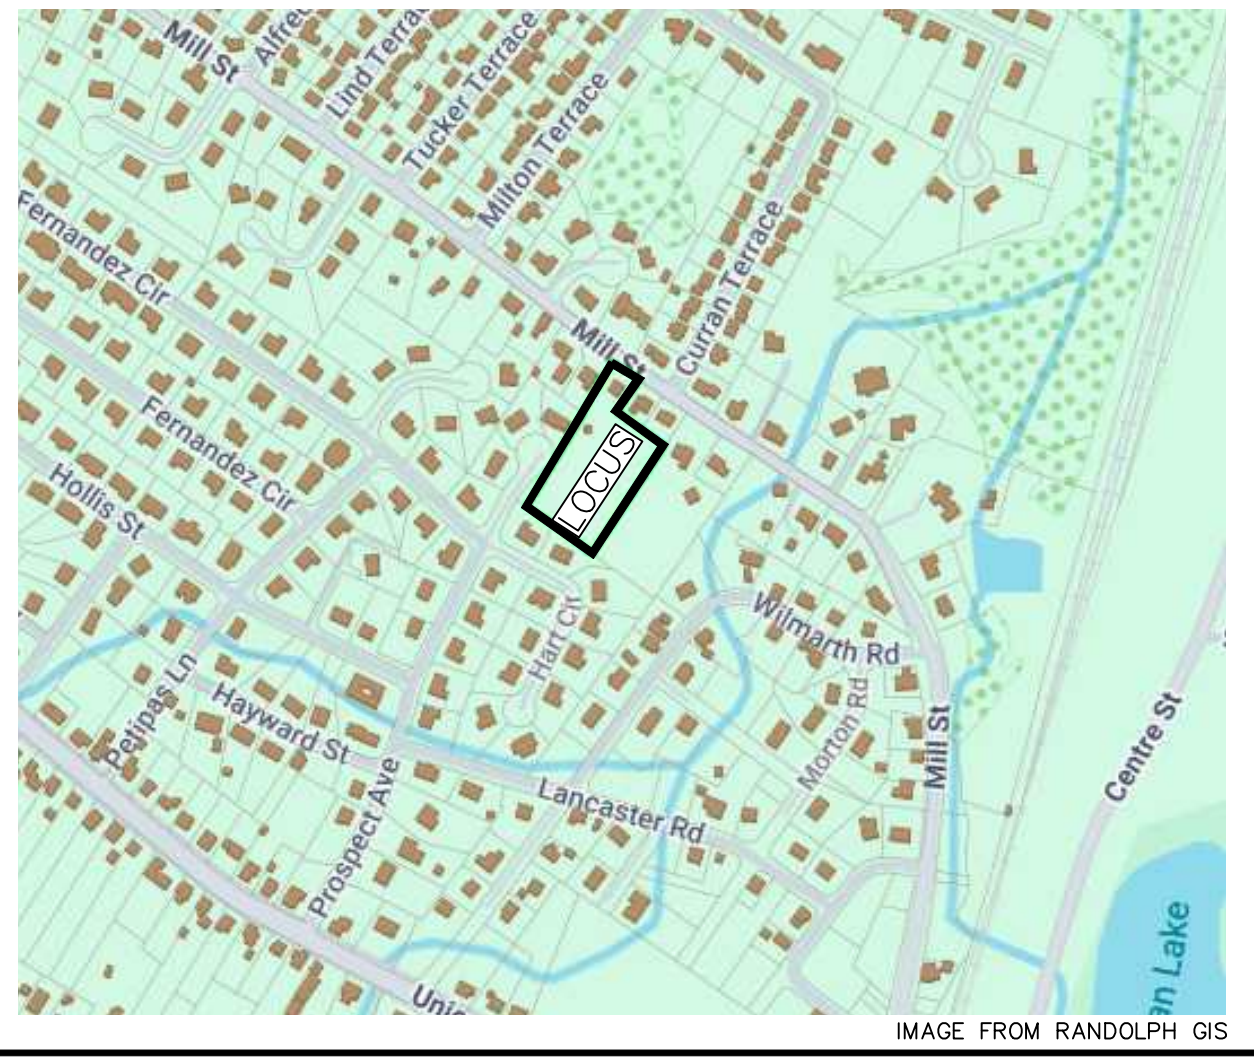 Mill St
Lind
Tucker Terrace
Milton Terrace
Fernandez Cir
Curran Terrace
Mill St
LOCUS
Fernandez Cir
Hollis St
Wilmarth Rd
Hart Cir
Petipas Ln
Hayward St
Morton Rd
Mill St
Centre St
Lancaster Rd
Prospect Ave
Lake
IMAGE FROM RANDOLPH GIS